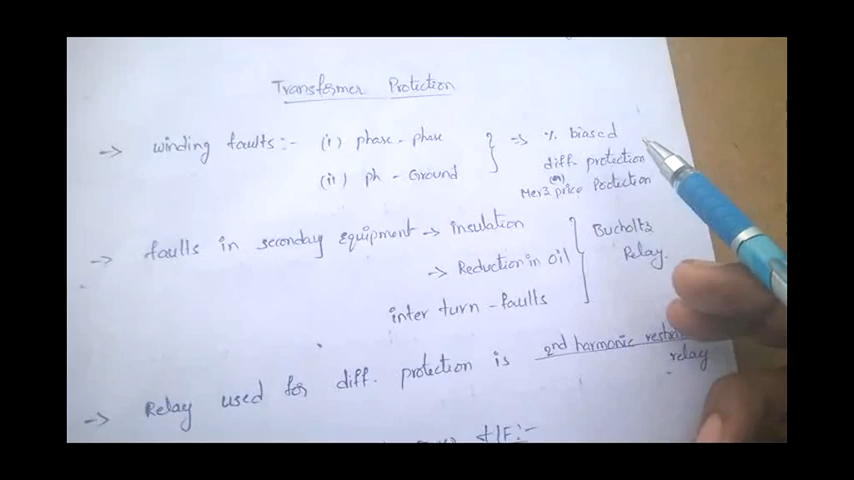 Transformer Protection
-> winding faults:- (i) phase-phase
(ii) ph - Ground
=> % biased
diff. protection
(or)
Merz price Protection
-> faults in seconday equipment -> insulation
-> Reduction in oil
inter turn - faults
Bucholtz
Relay.
-> Relay used for diff. protection is 2nd harmonic
relay